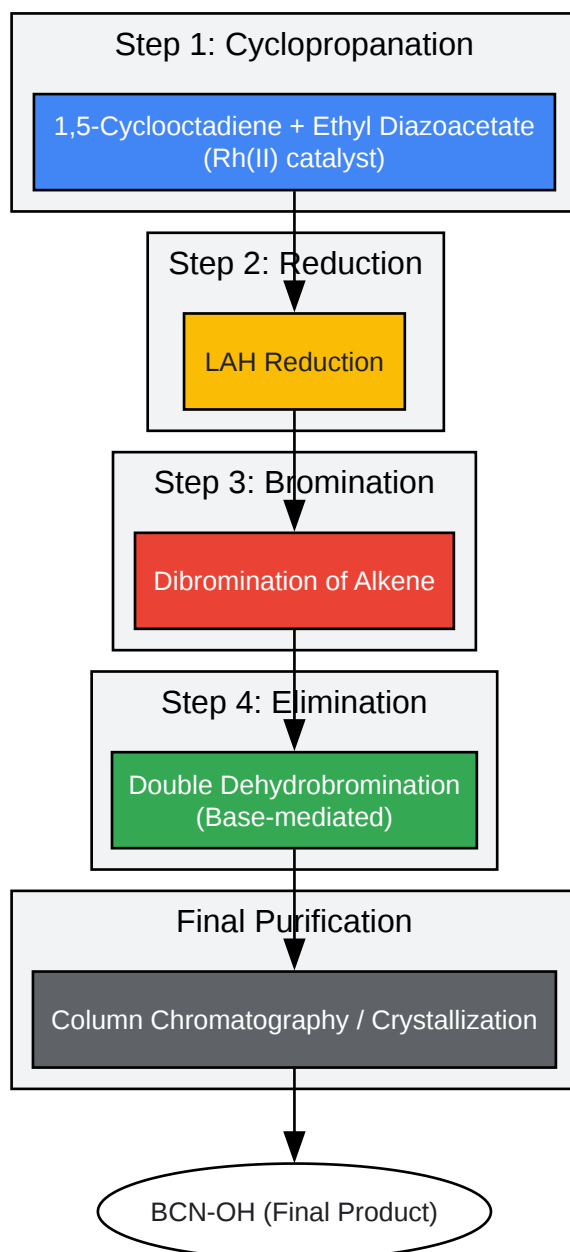 Step 1: Cyclopropanation
1,5-Cyclooctadiene + Ethyl Diazoacetate
(Rh(II) catalyst)
Step 2: Reduction
LAH Reduction
Step 3: Bromination
Dibromination of Alkene
Step 4: Elimination
Double Dehydrobromination
(Base-mediated)
Final Purification
Column Chromatography / Crystallization
BCN-OH (Final Product)